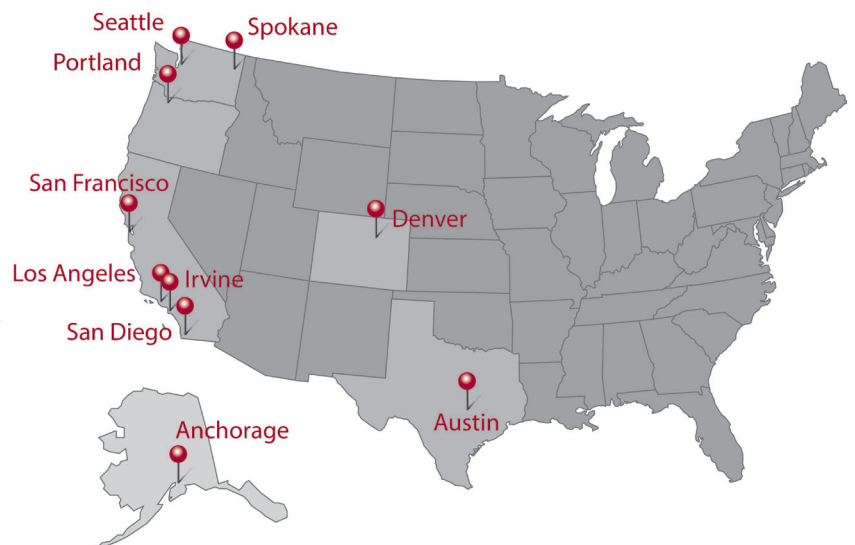 Seattle
Spokane
Portland
San Francisco
Denver
Los Angeles
Irvine
San Diego
Austin
Anchorage